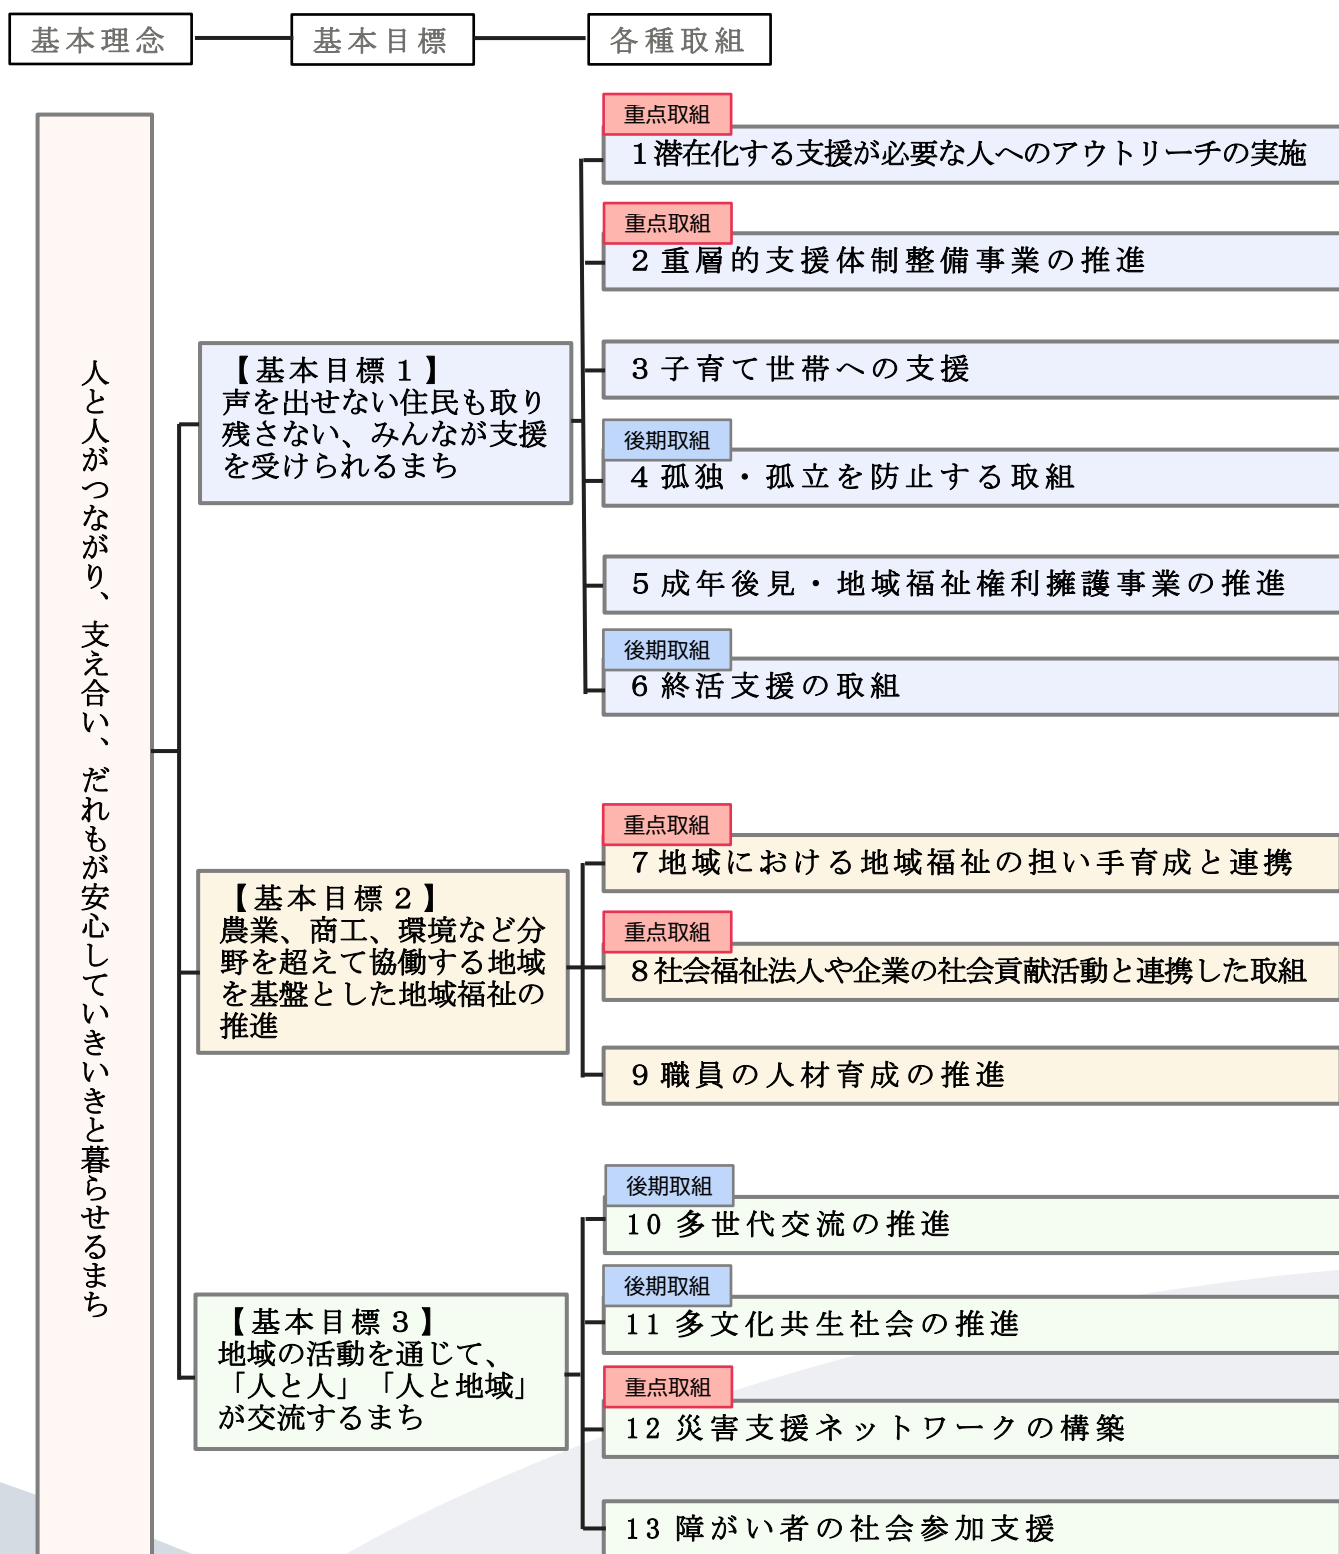 基本理念
基本目標
各種取組
人と人がつながり、支え合い、だれもが安心していきいきと暮らせるまち
【基本目標１】
声を出せない住民も取り
残さない、みんなが支援
を受けられるまち
重点取組
１潜在化する支援が必要な人へのアウトリーチの実施
重点取組
２重層的支援体制整備事業の推進
３子育て世帯への支援
後期取組
４孤独・孤立を防止する取組
５成年後見・地域福祉権利擁護事業の推進
後期取組
６終活支援の取組
【基本目標２】
農業、商工、環境など分
野を超えて協働する地域
を基盤とした地域福祉の
推進
重点取組
７地域における地域福祉の担い手育成と連携
重点取組
８社会福祉法人や企業の社会貢献活動と連携した取組
９職員の人材育成の推進
【基本目標３】
地域の活動を通じて、
「人と人」「人と地域」
が交流するまち
後期取組
10 多世代交流の推進
後期取組
11 多文化共生社会の推進
重点取組
12 災害支援ネットワークの構築
13 障がい者の社会参加支援